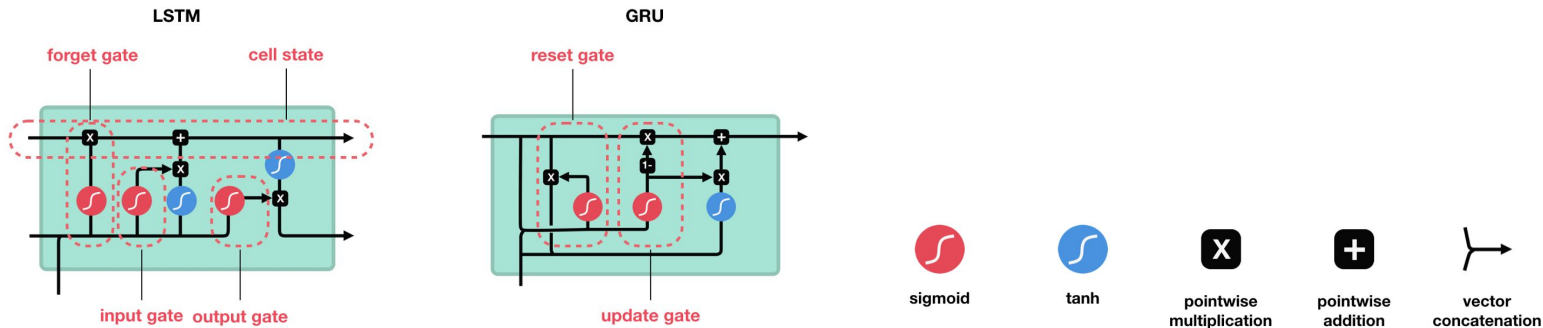 LSTM
GRU
forget gate
cell state
reset gate
X
+
X
X
X
+
1-
X
X
input gate
output gate
update gate
X
+
sigmoid
tanh
pointwise
multiplication
pointwise
addition
vector
concatenation